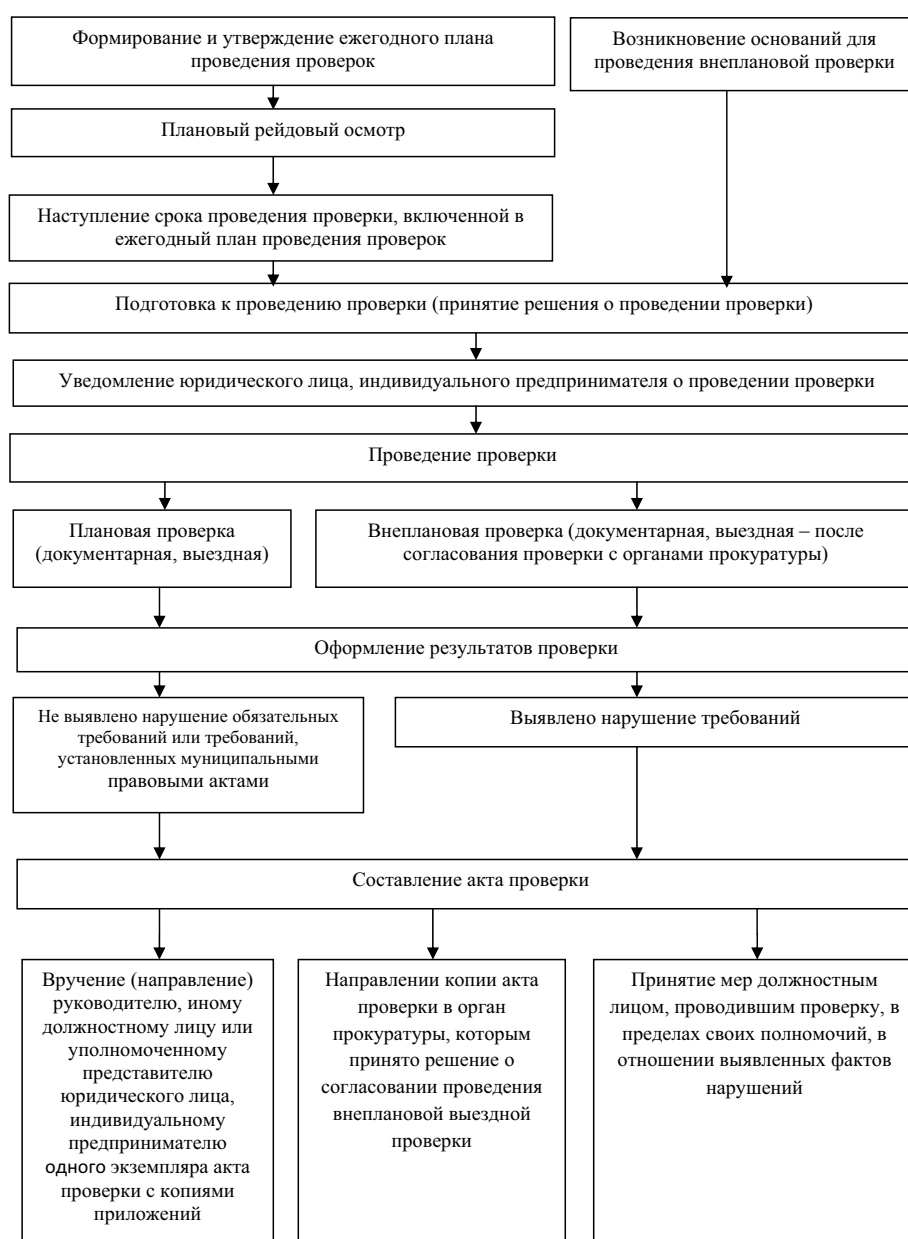 Формирование и утверждение ежегодного плана
проведения проверок
Возникновение оснований для
проведения внеплановой проверки
Плановый рейдовый осмотр
Наступление срока проведения проверки, включенной в
ежегодный план проведения проверок
Подготовка к проведению проверки (принятие решения о проведении проверки)
Уведомление юридического лица, индивидуального предпринимателя о проведении проверки
Проведение проверки
Плановая проверка
(документарная, выездная)
Внеплановая проверка (документарная, выездная – после
согласования проверки с органами прокуратуры)
Оформление результатов проверки
Не выявлено нарушение обязательных
требований или требований,
установленных муниципальными
правовыми актами
Выявлено нарушение требований
Составление акта проверки
Вручение (направление)
руководителю, иному
должностному лицу или
уполномоченному
представителю
юридического лица,
индивидуальному
предпринимателю
одного экземпляра акта
проверки с копиями
приложений
Направлении копии акта
проверки в орган
прокуратуры, которым
принято решение о
согласовании проведения
внеплановой выездной
проверки
Принятие мер должностным
лицом, проводившим проверку, в
пределах своих полномочий, в
отношении выявленных фактов
нарушений